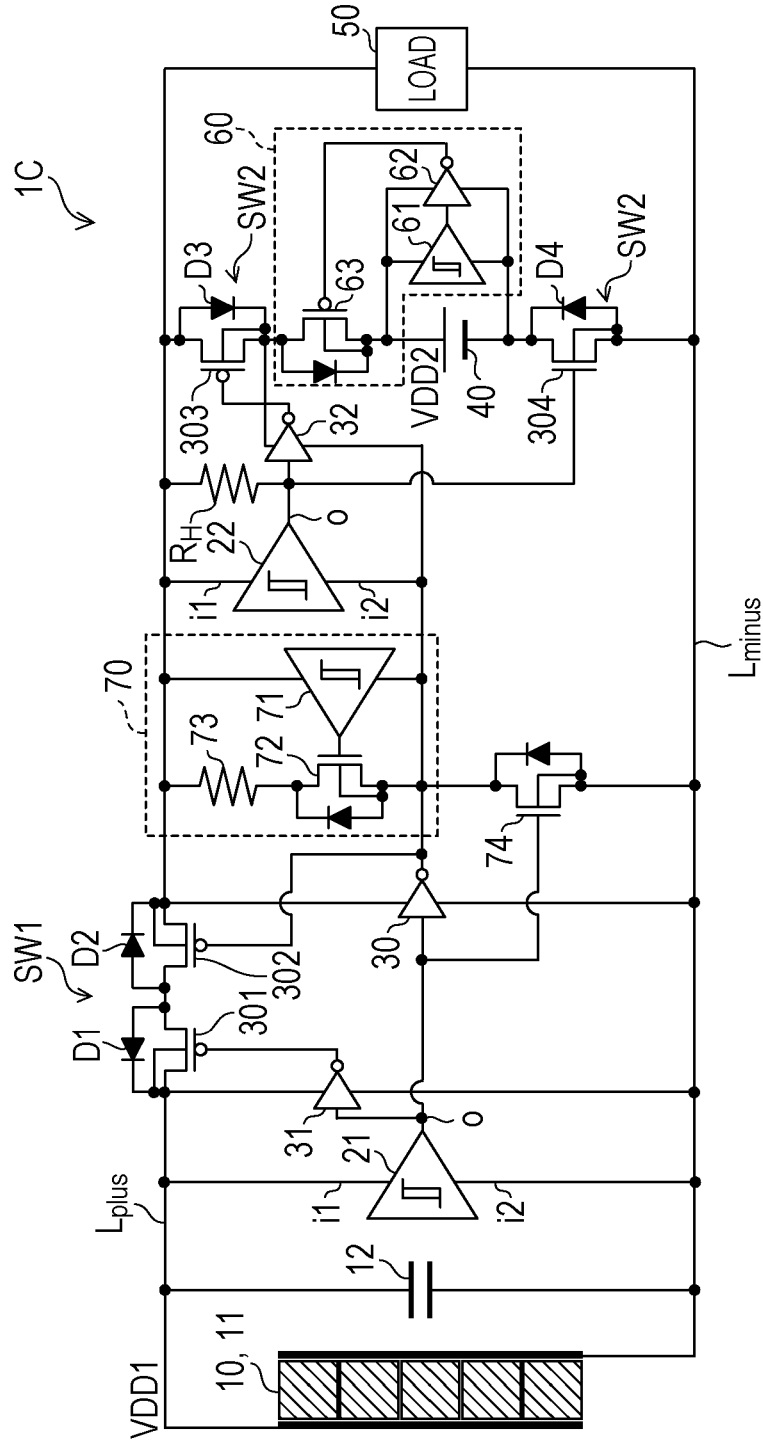 1C
VDD1
10, 11
12
Lplus
i1
21
i2
o
31
SW1
D1
301
D2
302
30
70
73
72
71
74
Lminus
i1
22
i2
o
RH
32
303
D3
SW2
60
63
61
62
VDD2
40
304
D4
SW2
50
LOAD